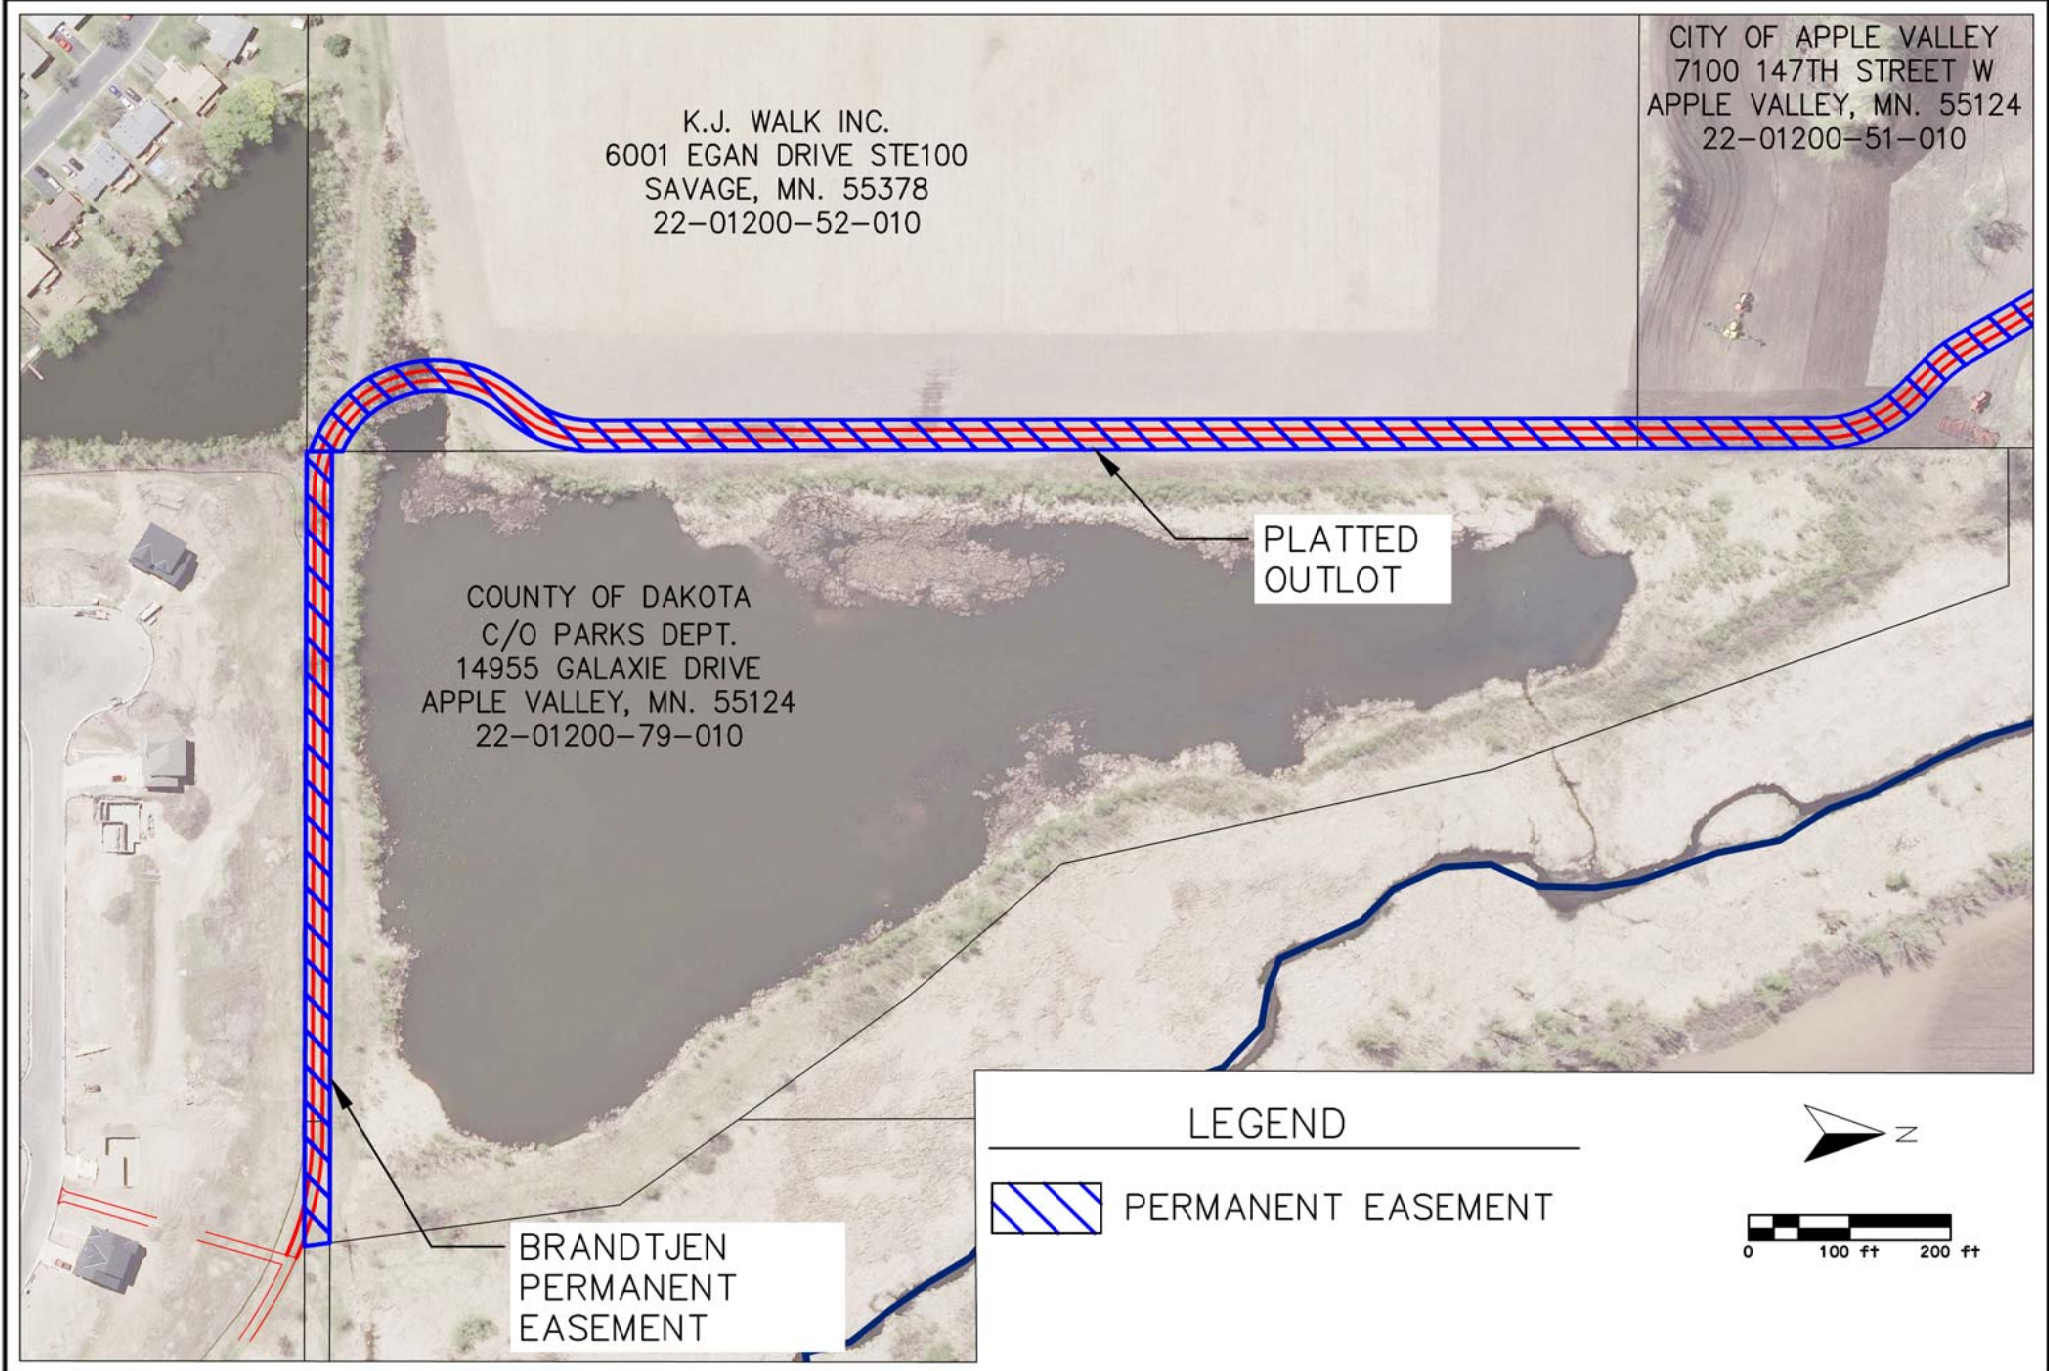 K.J. WALK INC.
6001 EGAN DRIVE STE100
SAVAGE, MN. 55378
22-01200-52-010
CITY OF APPLE VALLEY
7100 147TH STREET W
APPLE VALLEY, MN. 55124
22-01200-51-010
PLATTED
OUTLOT
COUNTY OF DAKOTA
C/O PARKS DEPT.
14955 GALAXIE DRIVE
APPLE VALLEY, MN. 55124
22-01200-79-010
BRANDTJEN
PERMANENT
EASEMENT
LEGEND
PERMANENT EASEMENT
N
0 100 ft 200 ft